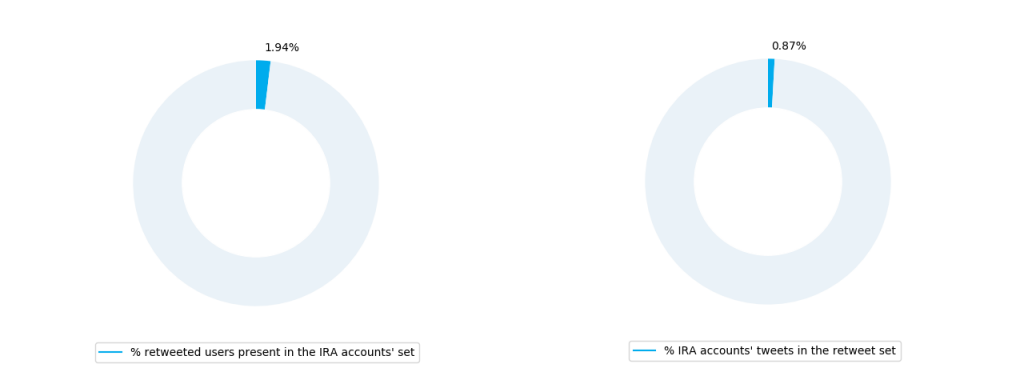 1.94%
0.87%
% retweeted users present in the IRA accounts' set
% IRA accounts' tweets in the retweet set